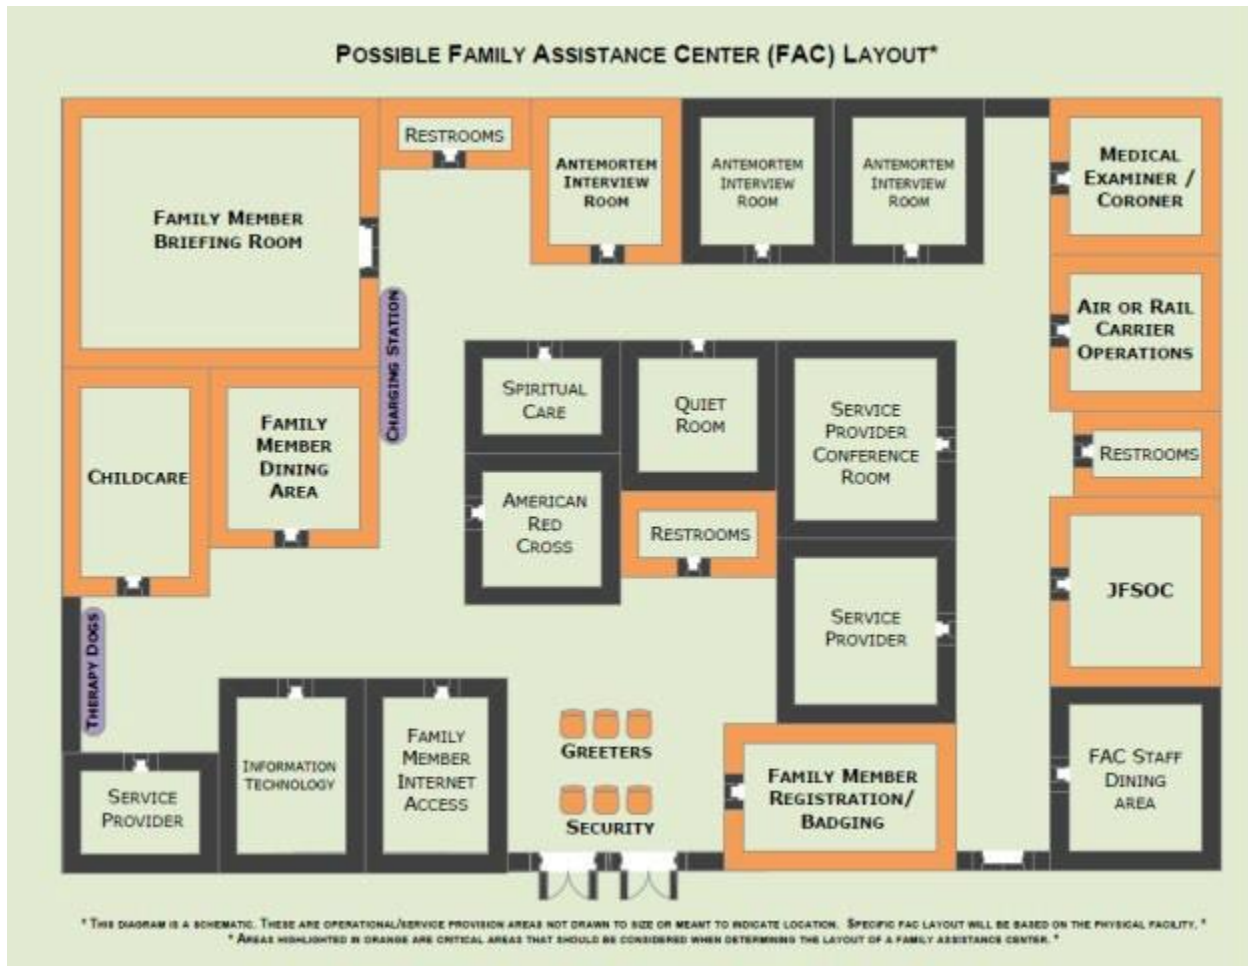 POSSIBLE FAMILY ASSISTANCE CENTER (FAC) LAYOUT*
RESTROOMS
ANTEMORTEM
INTERVIEW
ROOM
ANTEMORTEM
INTERVIEW
ROOM
ANTEMORTEM
INTERVIEW
ROOM
MEDICAL
EXAMINER /
CORONER
FAMILY MEMBER
BRIEFING ROOM
CHARGING STATION
AIR OR RAIL
CARRIER
OPERATIONS
SPIRITUAL
CARE
QUIET
ROOM
SERVICE
PROVIDER
CONFERENCE
ROOM
CHILDCARE
FAMILY
MEMBER
DINING
AREA
RESTROOMS
AMERICAN
RED
CROSS
RESTROOMS
JFSOC
SERVICE
PROVIDER
THERAPY DOGS
SERVICE
PROVIDER
INFORMATION
TECHNOLOGY
FAMILY
MEMBER
INTERNET
ACCESS
GREETERS
SECURITY
FAMILY MEMBER
REGISTRATION/
BADGING
FAC STAFF
DINING
AREA
* THIS DIAGRAM IS A SCHEMATIC. THESE ARE OPERATIONAL/SERVICE PROVISION AREAS NOT DRAWN TO SIZE OR MEANT TO INDICATE LOCATION. SPECIFIC FAC LAYOUT WILL BE BASED ON THE PHYSICAL FACILITY. *
* AREAS HIGHLIGHTED IN ORANGE ARE CRITICAL AREAS THAT SHOULD BE CONSIDERED WHEN DETERMINING THE LAYOUT OF A FAMILY ASSISTANCE CENTER. *